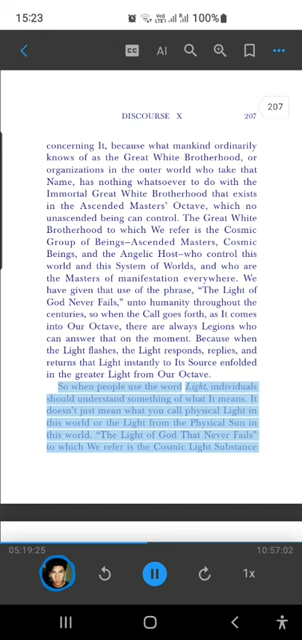 15:23
100%
CC
AI
207
DISCOURSE X 207
concerning It, because what mankind ordinarily
knows of as the Great White Brotherhood, or
organizations in the outer world who take that
Name, has nothing whatsoever to do with the
Immortal Great White Brotherhood that exists
in the Ascended Masters' Octave, which no
unascended being can control. The Great White
Brotherhood to which We refer is the Cosmic
Group of Beings—Ascended Masters, Cosmic
Beings, and the Angelic Host—who control this
world and this System of Worlds, and who are
the Masters of manifestation everywhere. We
have given that use of the phrase, "The Light of
God Never Fails," unto humanity throughout the
centuries, so when the Call goes forth, as It comes
into Our Octave, there are always Legions who
can answer that on the moment. Because when
the Light flashes, the Light responds, replies, and
returns that Light instantly to Its Source enfolded
in the greater Light from Our Octave.
So when people use the word Light, individuals
should understand something of what It means. It
doesn't just mean what you call physical Light in
this world or the Light from the Physical Sun in
this world. "The Light of God That Never Fails"
to which We refer is the Cosmic Light Substance
05:19:25
10:57:02
1x